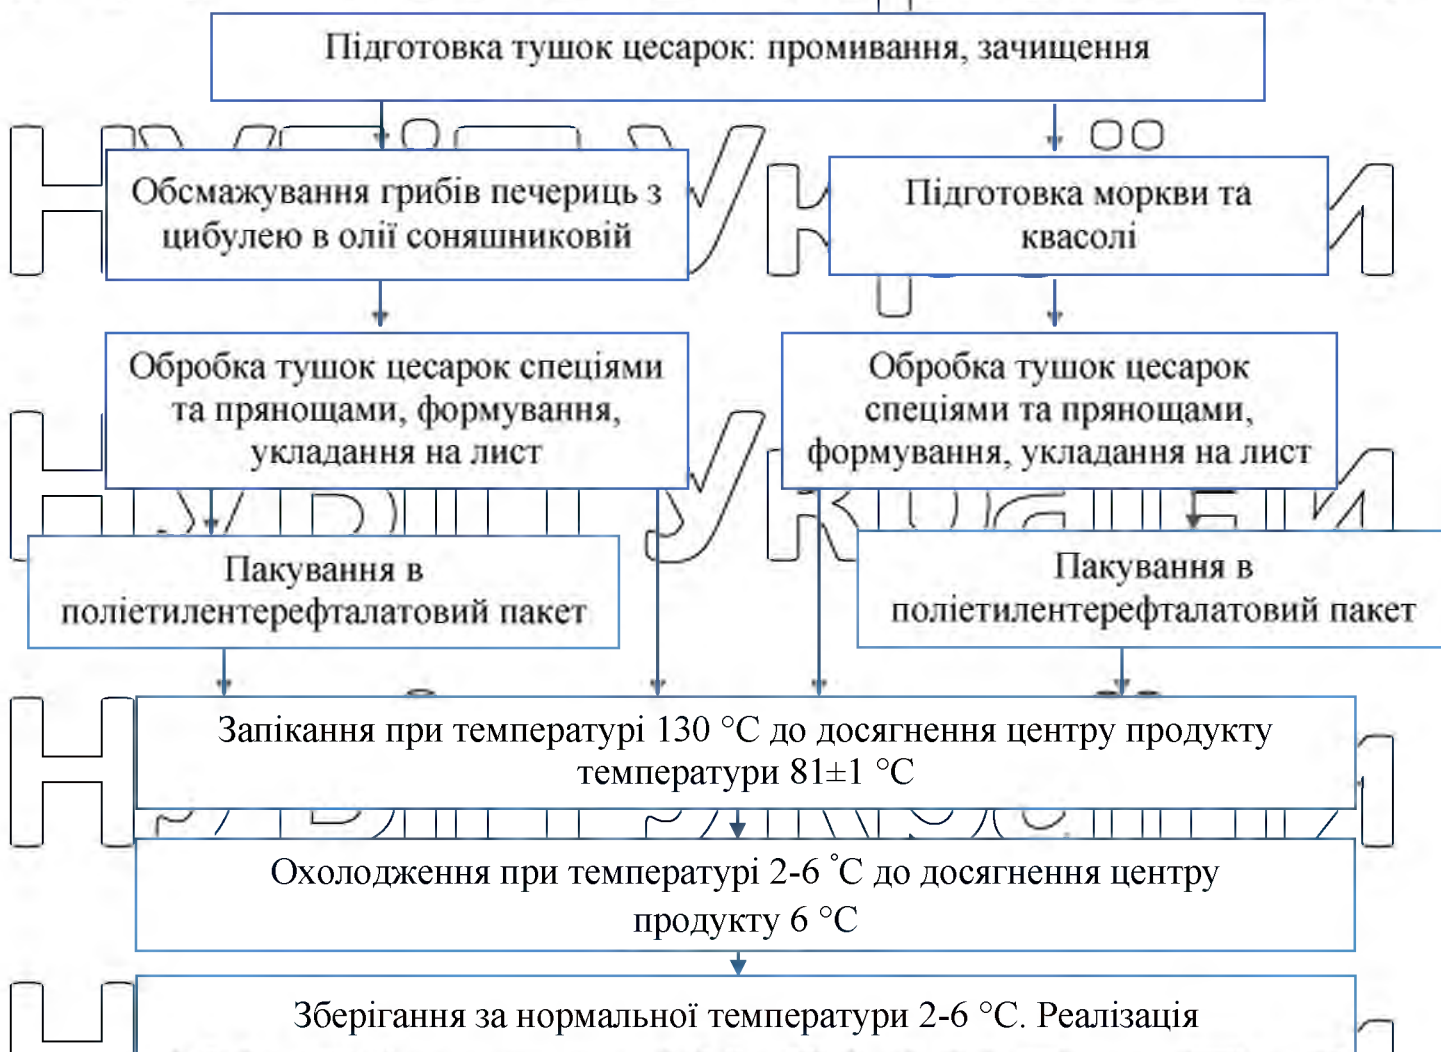 Підготовка тушок цесарок: промивання, зачищення
Обсмажування грибів печериць з
цибулею в олії соняшниковій
Підготовка моркви та
квасолі
Обробка тушок цесарок спеціями
та прянощами, формування,
укладання на лист
Обробка тушок цесарок
спеціями та прянощами,
формування, укладання на лист
Пакування в
поліетилентерефталатовий пакет
Пакування в
поліетилентерефталатовий пакет
Запікання при температурі 130 °С до досягнення центру продукту
температури 81±1 °С
Охолодження при температурі 2-6 °С до досягнення центру
продукту 6 °С
Зберігання за нормальної температури 2-6 °С. Реалізація